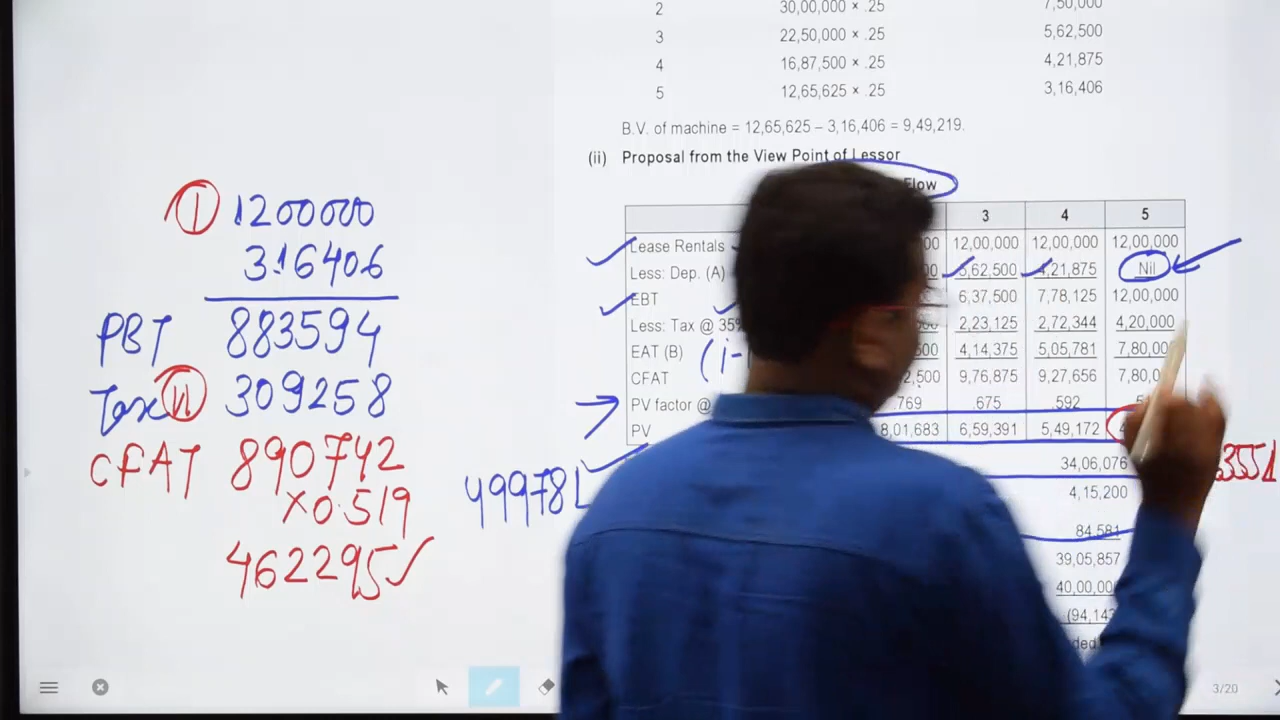 2 30,00,000 × .25 7,50,000
3 22,50,000 × .25 5,62,500
4 16,87,500 × .25 4,21,875
5 12,65,625 × .25 3,16,406
B.V. of machine = 12,65,625 – 3,16,406 = 9,49,219.
(ii) Proposal from the View Point of Lessor
Flow
3 4 5
Lease Rentals 12,00,000 12,00,000 12,00,000
Less: Dep. (A) 5,62,500 4,21,875 Nil
EBT 6,37,500 7,78,125 12,00,000
Less: Tax @ 35% 2,23,125 2,72,344 4,20,000
EAT (B) 4,14,375 5,05,781 7,80,000
CFAT 9,76,875 9,27,656
PV factor @ .769 .675 .592
PV 8,01,683 6,59,391 5,49,172
34,06,076
4,15,200
84,581
39,05,857
40,00,000
(94,143
1 1200000
316406
PBT 883594
Tax 309258
CFAT 890742
×0.519
462295✓
49978L
3/20